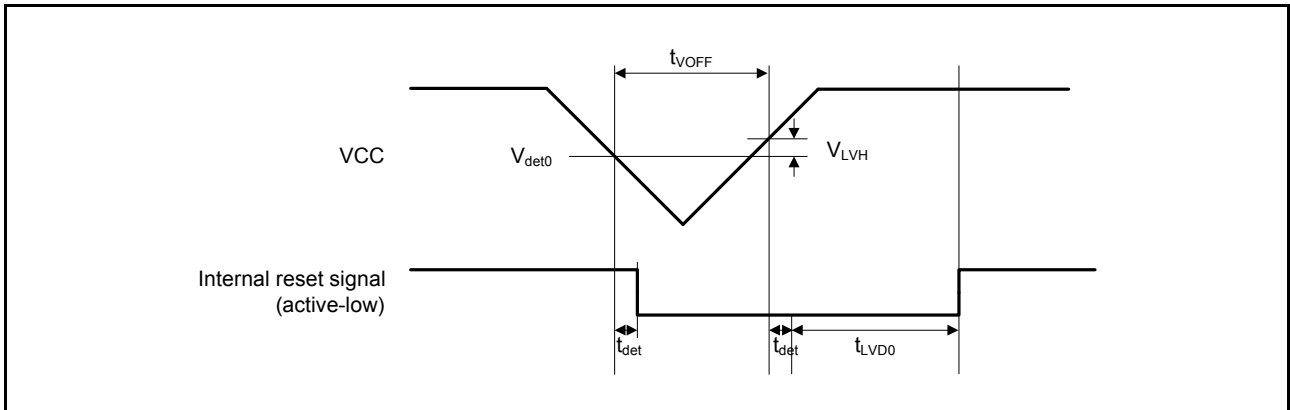 tVOFF
VCC
Vdet0
VLVH
Internal reset signal
(active-low)
tdet
tdet
tLVD0